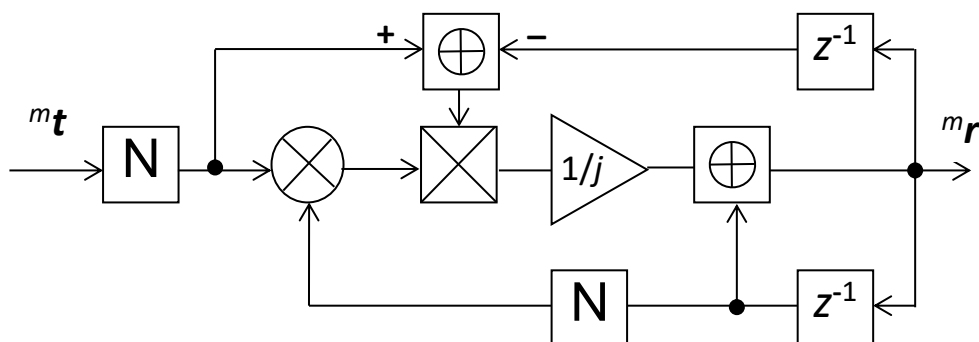 + − z⁻¹
ᵐt N 1/j ᵐr
N z⁻¹